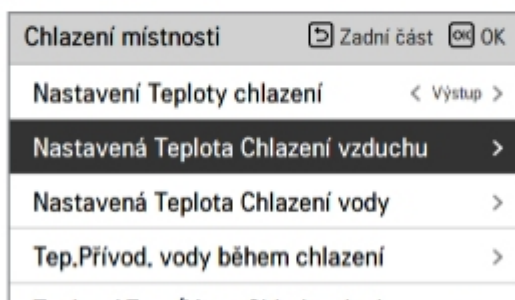 Chlazení místnosti Zadní část OK OK
Nastavení Teploty chlazení < Výstup >
Nastavená Teplota Chlazení vzduchu >
Nastavená Teplota Chlazení vody >
Tep.Přívod. vody během chlazení >